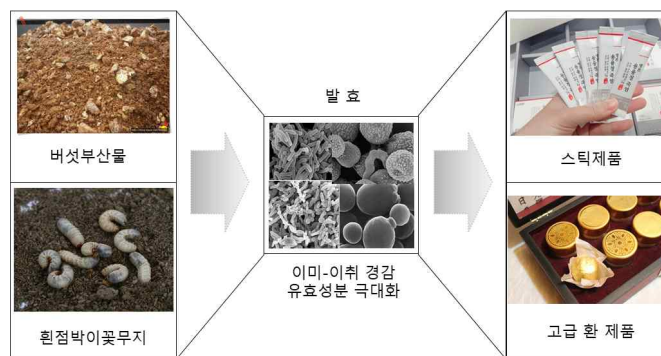 버섯부산물
흰점박이꽃무지
발 효
이미-이취 경감
유효성분 극대화
스틱제품
고급 환 제품